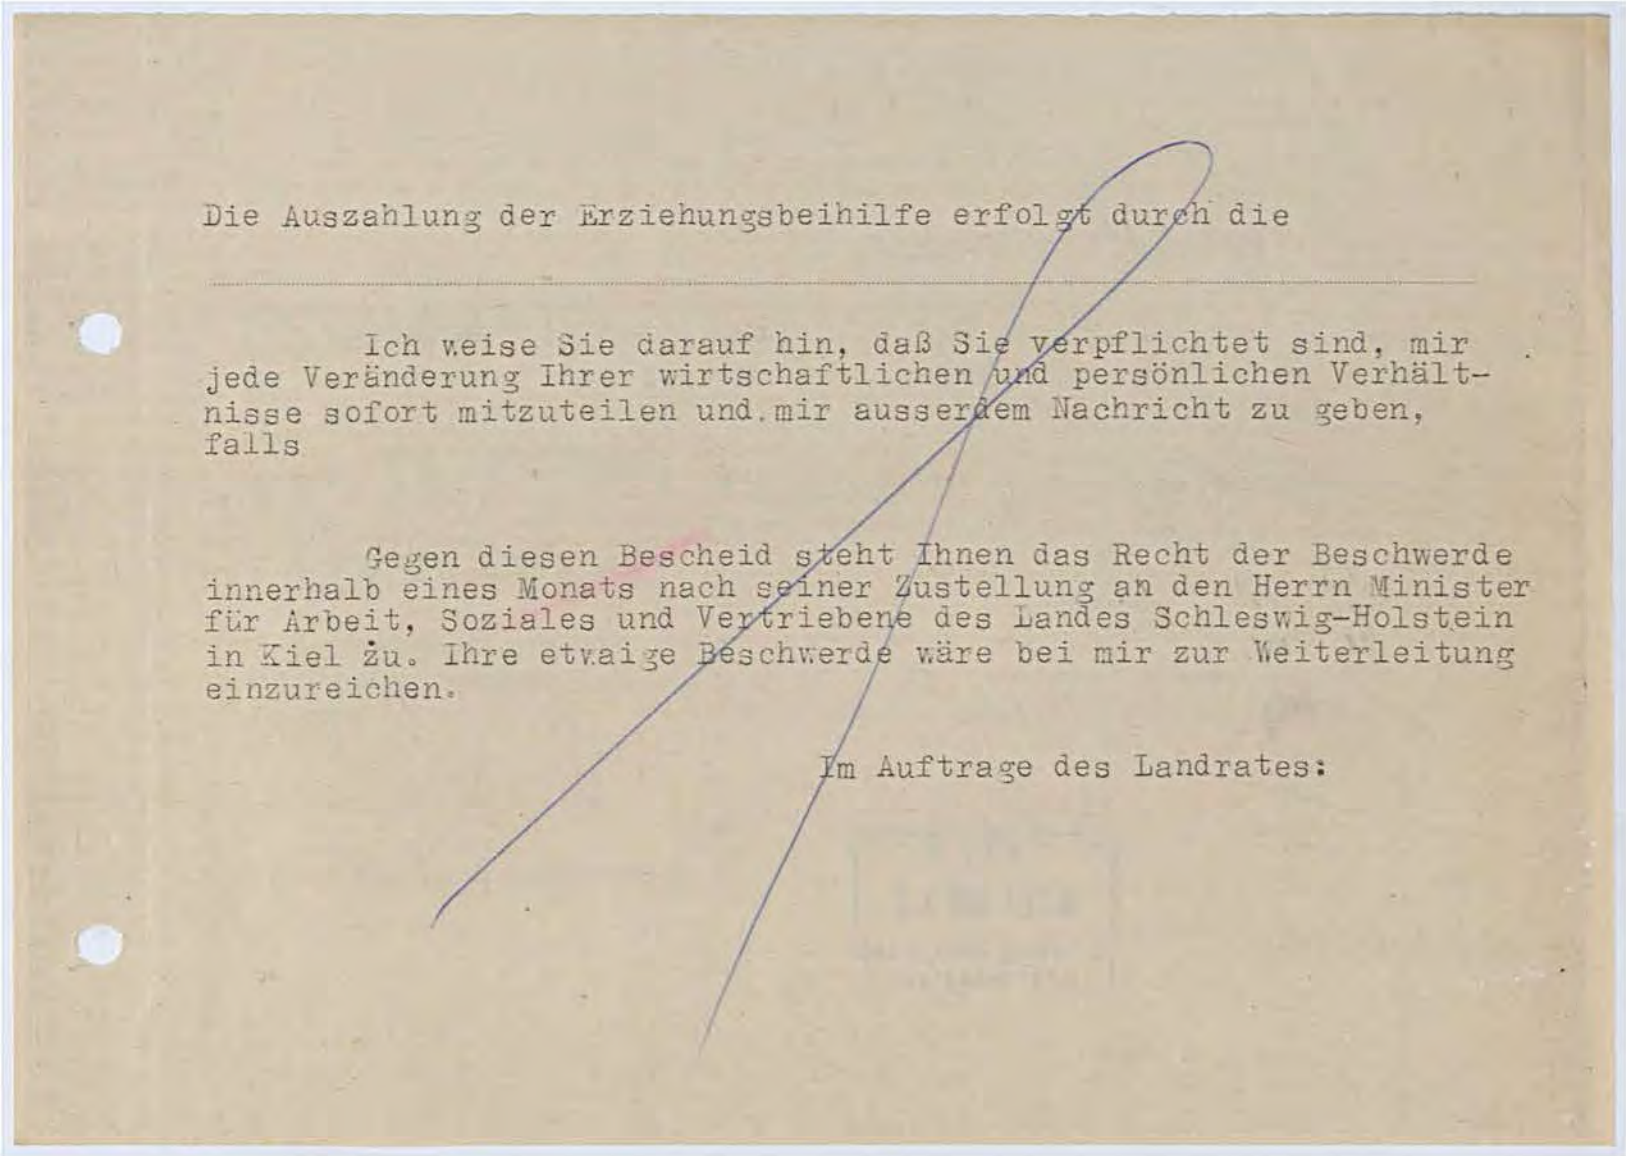 Die Auszahlung der Erziehungsbeihilfe erfolgt durch die
Ich weise Sie darauf hin, daß Sie verpflichtet sind, mir
jede Veränderung Ihrer wirtschaftlichen und persönlichen Verhält-
nisse sofort mitzuteilen und mir ausserdem Nachricht zu geben,
falls
Gegen diesen Bescheid steht Ihnen das Recht der Beschwerde
innerhalb eines Monats nach seiner Zustellung an den Herrn Minister
für Arbeit, Soziales und Vertriebene des Landes Schleswig-Holstein
in Kiel zu. Ihre etwaige Beschwerde wäre bei mir zur Weiterleitung
einzureichen.
Im Auftrage des Landrates: